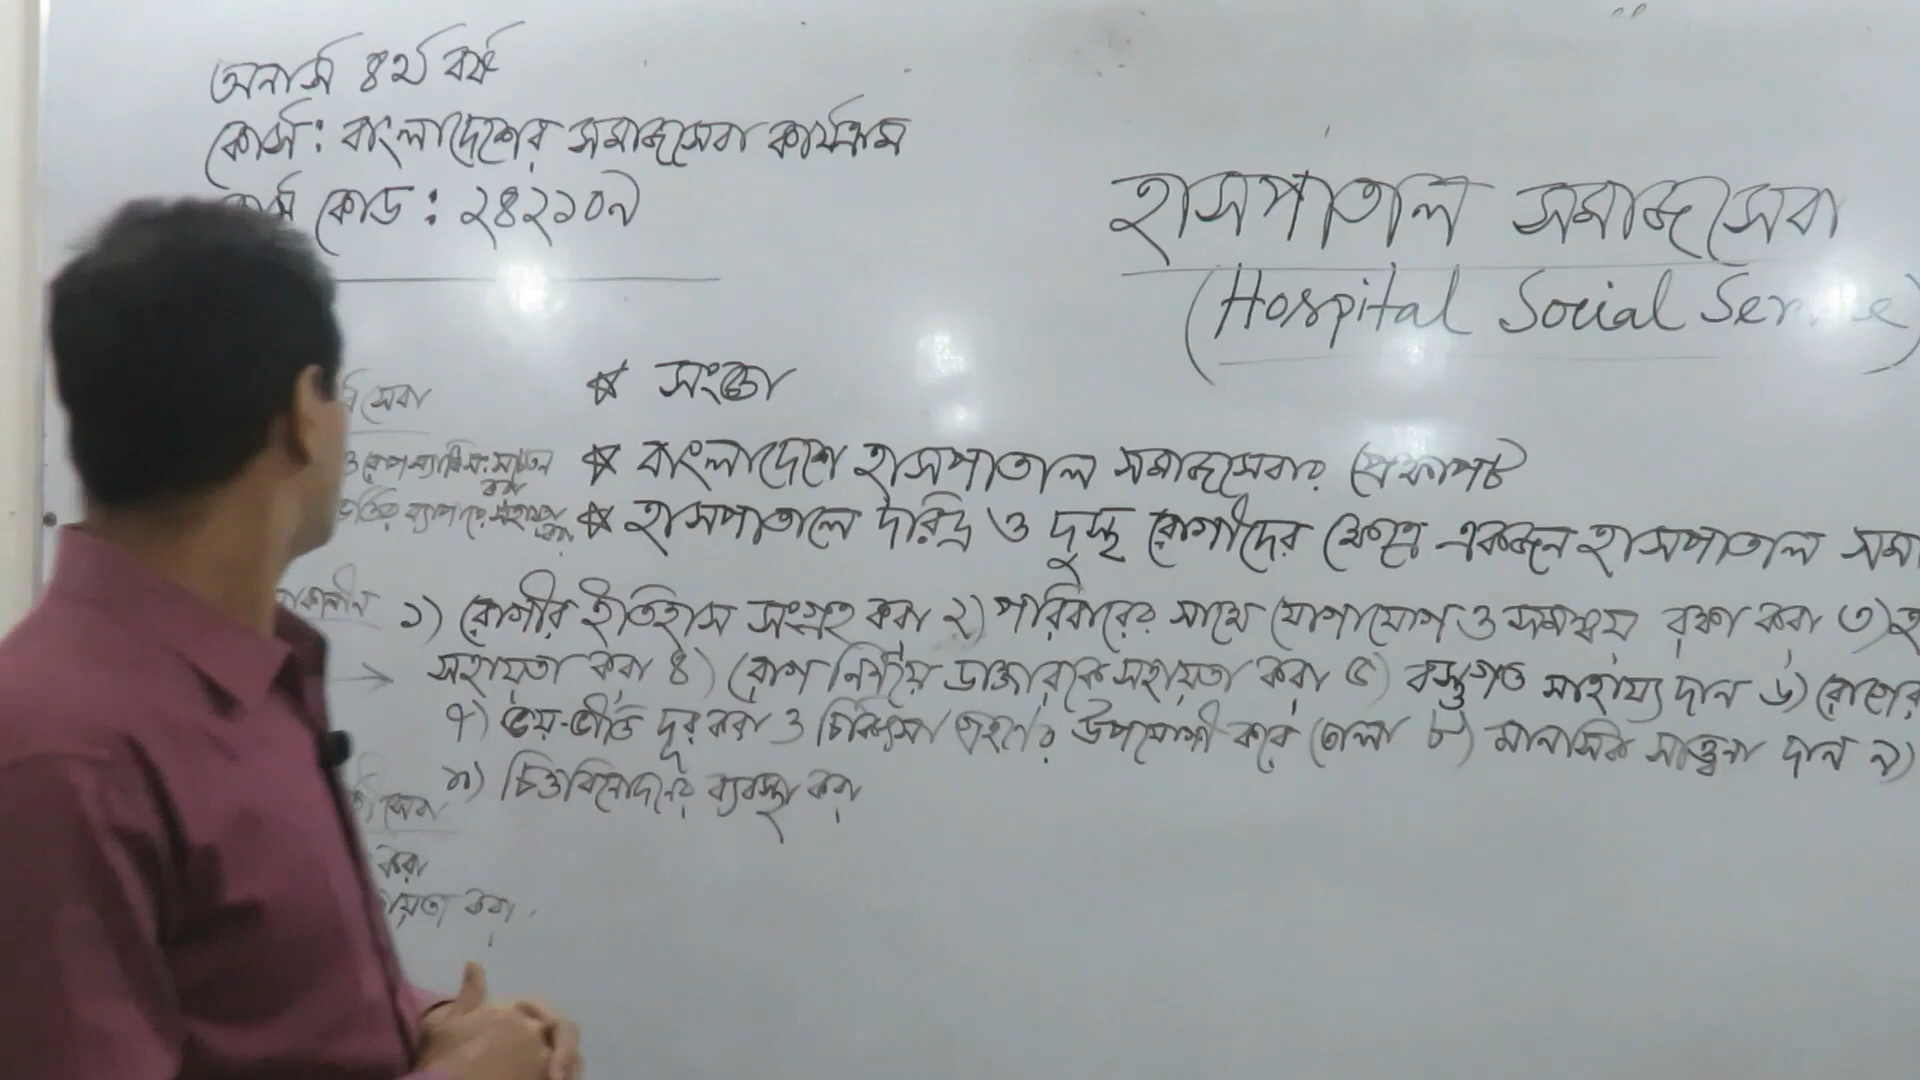 অনার্স ৪র্থ বর্ষ
কোর্স: বাংলাদেশের সমাজসেবা কার্যক্রম
কোর্স কোড: ২৪২১০৯
হাসপাতাল সমাজসেবা
(Hospital Social Service)
* সংজ্ঞা
* বাংলাদেশে হাসপাতাল সমাজসেবার প্রেক্ষাপট
* হাসপাতালে দরিদ্র ও দুস্থ রোগীদের ক্ষেত্রে একজন হাসপাতাল সমা
১) রোগীর ইতিহাস সংগ্রহ করা ২) পরিবারের সাথে যোগাযোগ ও সমন্বয় রক্ষা করা ৩)
সহায়তা করা ৪) রোগ নির্ণয়ে ডাক্তারকে সহায়তা করা ৫) বস্তুগত সাহায্য দান ৬) রোগের
৭) ভয়-ভীতি দূর করা ও চিকিৎসা গ্রহণের উপযোগী করে তোলা ৮) মানসিক সান্ত্বনা দান ৯)
চিত্তবিনোদনের ব্যবস্থা করা
সেবা
সেবা
করা
করা